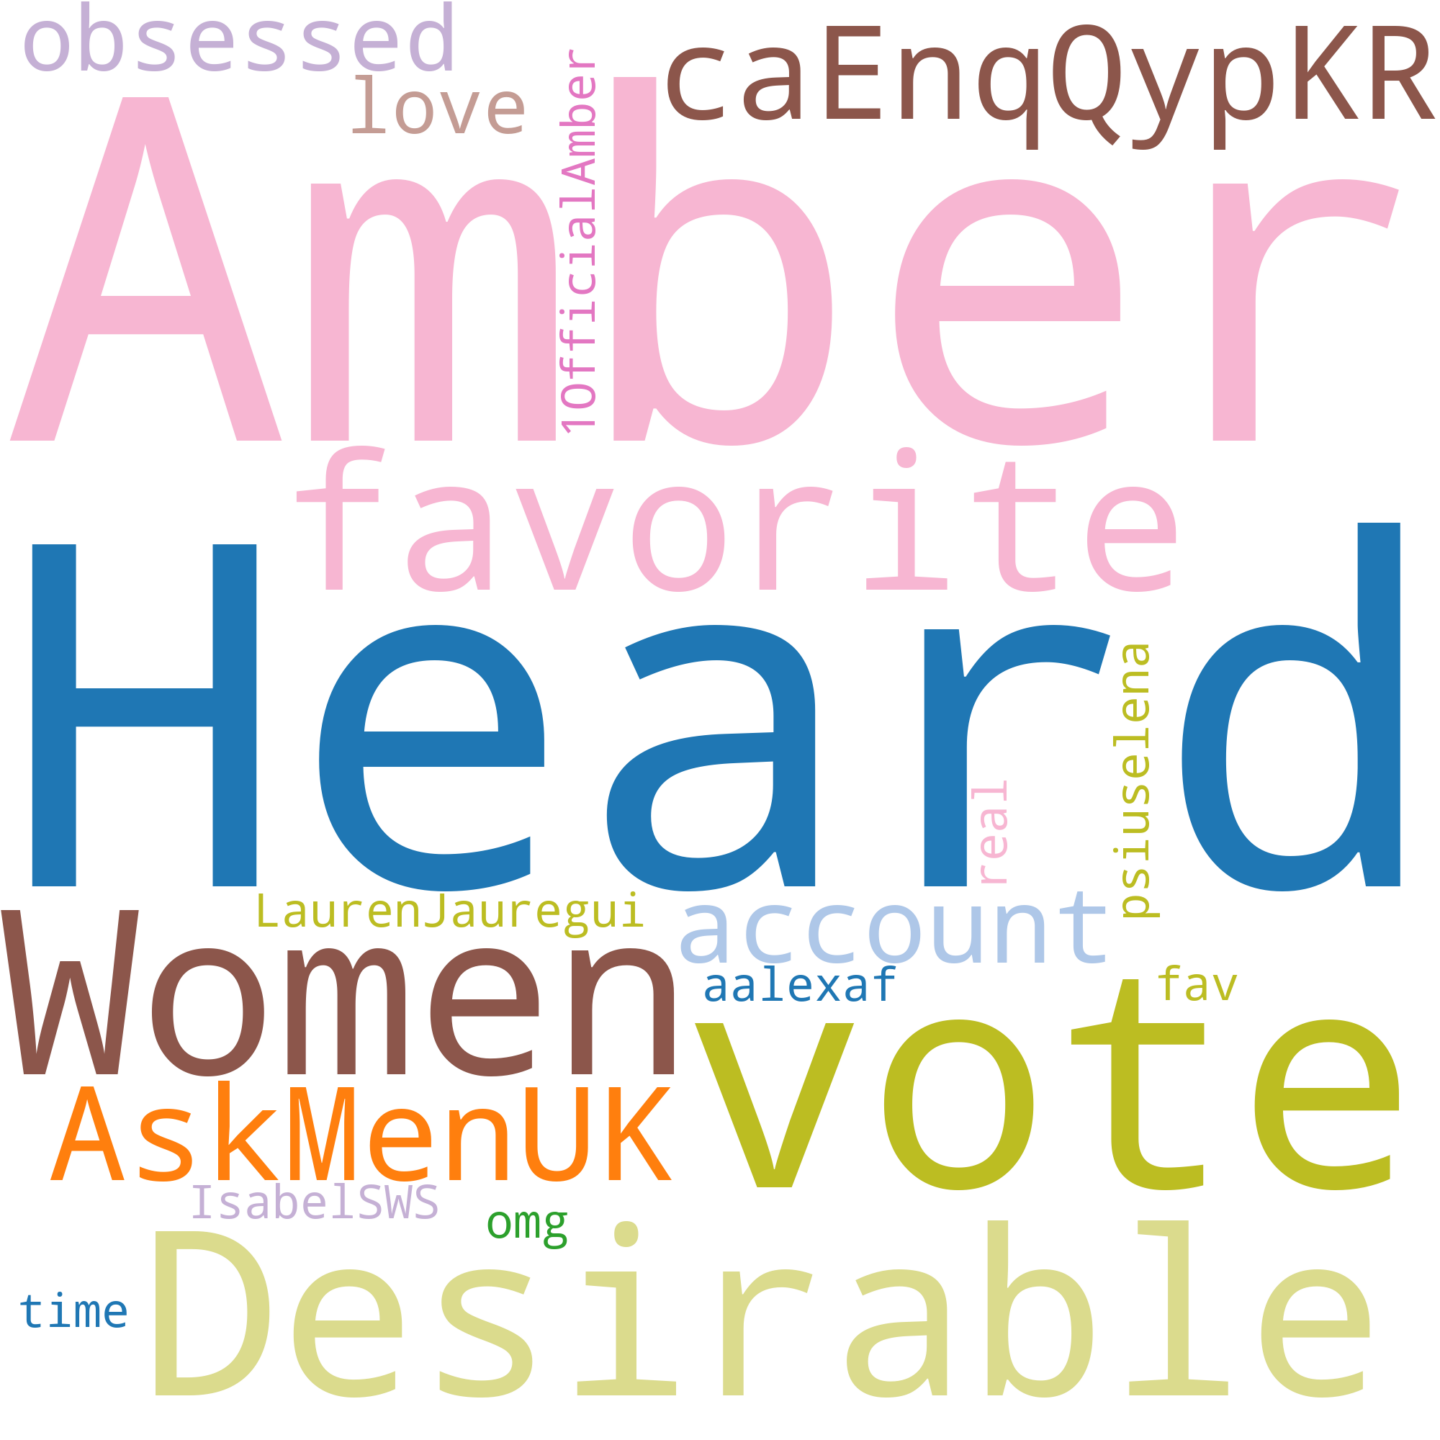 obsessed
caEnqQypKR
love
1OfficialAmber
Amber
favorite
Heard
psiuselena
real
LaurenJauregui
account
Women
aalexaf
fav
vote
AskMenUK
IsabelSWS
omg
Desirable
time